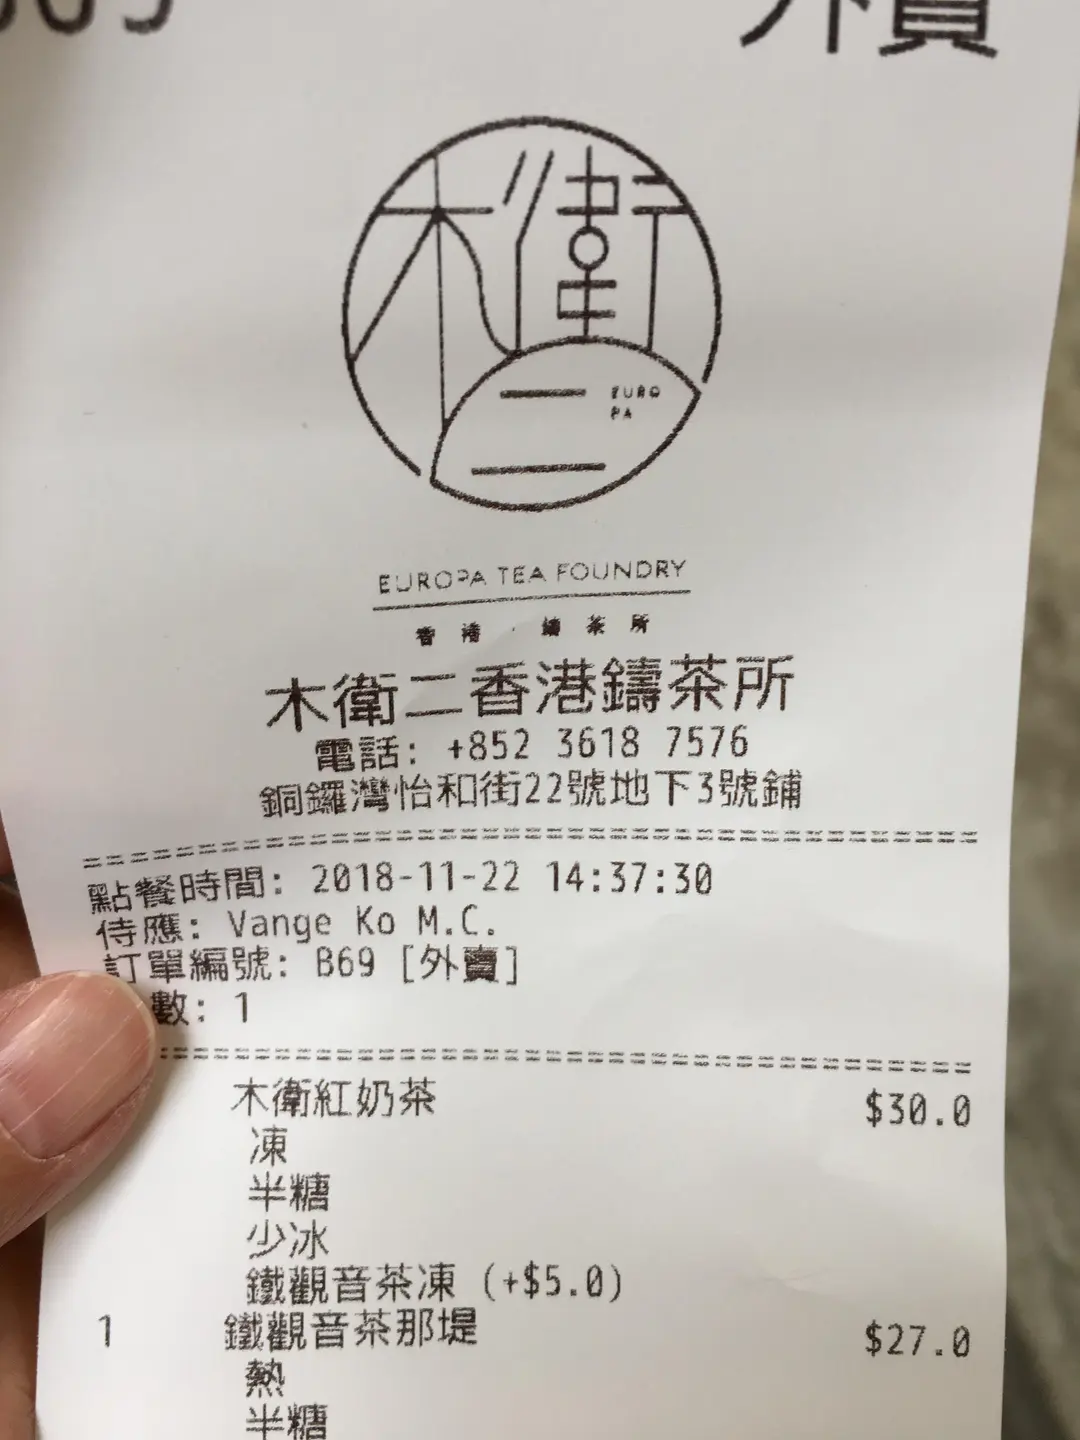 外賣
木衛二
EURO
PA
EUROPA TEA FOUNDRY
香港·鑄茶所
木衛二香港鑄茶所
電話: +852 3618 7576
銅鑼灣怡和街22號地下3號鋪
點餐時間: 2018-11-22 14:37:30
侍應: Vange Ko M.C.
訂單編號: B69 [外賣]
數: 1
木衛紅奶茶 $30.0
凍
半糖
少冰
鐵觀音茶凍 (+$5.0)
1 鐵觀音茶那堤 $27.0
熱
半糖